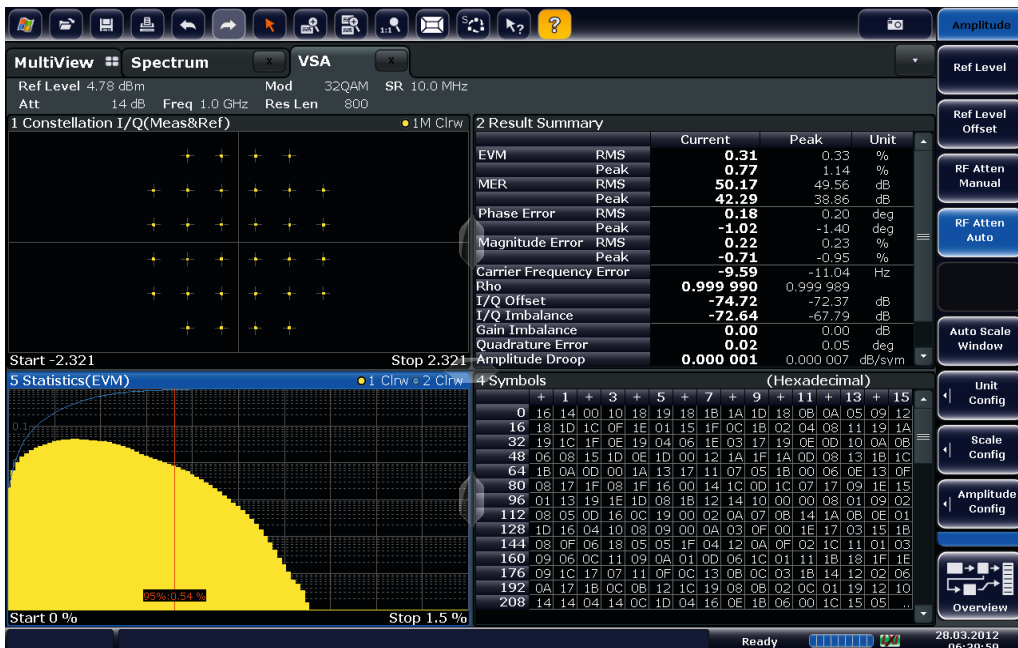 S
1:1
?
?
Amplitude
MultiView
Spectrum
x
VSA
x
Ref Level 4.78 dBm Mod 32QAM SR 10.0 MHz
Att 14 dB Freq 1.0 GHz Res Len 800
1 Constellation I/Q(Meas&Ref) 1M Clrw
Start -2.321 Stop 2.321
2 Result Summary
Current Peak Unit
EVM RMS 0.31 0.33 %
Peak 0.77 1.14 %
MER RMS 50.17 49.56 dB
Peak 42.29 38.86 dB
Phase Error RMS 0.18 0.20 deg
Peak -1.02 -1.40 deg
Magnitude Error RMS 0.22 0.23 %
Peak -0.71 -0.95 %
Carrier Frequency Error -9.59 -11.04 Hz
Rho 0.999 990 0.999 989
I/Q Offset -74.72 -72.37 dB
I/Q Imbalance -72.64 -67.79 dB
Gain Imbalance 0.00 0.00 dB
Quadrature Error 0.02 0.05 deg
Amplitude Droop 0.000 001 0.000 007 dB/sym
5 Statistics(EVM) 1 Clrw 2 Clrw
0.1
95%:0.54 %
Start 0 % Stop 1.5 %
4 Symbols (Hexadecimal)
+ 1 + 3 + 5 + 7 + 9 + 11 + 13 + 15
0 16 14 00 10 18 19 18 1B 1A 1D 18 0B 0A 05 09 12
16 18 1D 1C 0F 1E 01 15 1F 0C 1B 02 04 08 11 19 1A
32 19 1C 1F 0E 19 04 06 1E 03 17 19 0E 0D 10 0A 0B
48 06 08 15 1D 0E 1D 00 12 1A 1F 1A 0D 08 13 1B 1C
64 1B 0A 0D 00 1A 13 17 11 07 05 1B 00 06 0E 13 0F
80 08 17 1F 08 1F 16 00 14 1C 0D 1C 07 17 09 1E 15
96 01 13 19 1E 1D 08 1B 12 14 10 00 00 08 01 09 02
112 08 05 0D 16 0C 19 00 02 0A 07 0B 14 1A 0B 0E 01
128 1D 16 04 10 08 09 00 0A 03 0F 00 1E 17 03 15 1B
144 08 0F 06 18 05 05 1F 04 12 0A 0F 02 1C 11 01 03
160 09 06 0C 11 09 0A 01 0D 06 1C 01 11 1B 18 1F 1E
176 09 1C 17 07 11 0F 0C 13 0B 0C 03 1B 14 12 02 06
192 0A 17 1B 0C 0B 12 1C 19 08 0B 02 0C 01 19 12 10
208 14 14 04 14 0C 1D 04 16 0E 1B 06 00 1C 15 05 ..
Ref Level
Ref Level
Offset
RF Atten
Manual
RF Atten
Auto
Auto Scale
Window
Unit
Config
Scale
Config
Amplitude
Config
Overview
Ready
28.03.2012
06:39:59